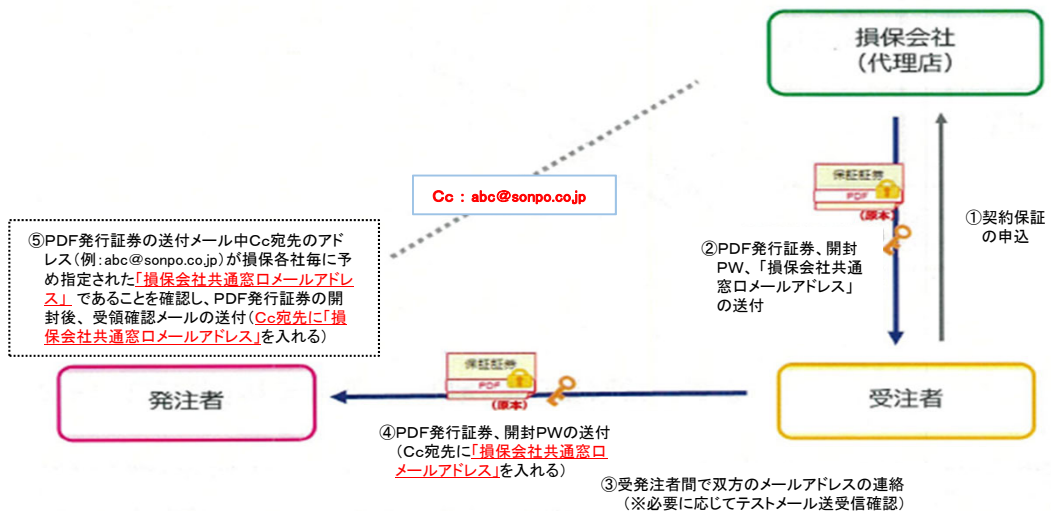 損保会社
(代理店)
Cc : abc@sonpo.co.jp
保証証券
PDF
(原本)
①契約保証
の申込
②PDF発行証券、開封
PW、「損保会社共通
窓口メールアドレス」
の送付
⑤PDF発行証券の送付メール中Cc宛先のアド
レス(例:abc@sonpo.co.jp)が損保各社毎に予
め指定された「損保会社共通窓口メールアドレ
ス」 であることを確認し、PDF発行証券の開
封後、受領確認メールの送付(Cc宛先に「損
保会社共通窓口メールアドレス」を入れる)
発注者
保証証券
PDF
(原本)
受注者
④PDF発行証券、開封PWの送付
(Cc宛先に「損保会社共通窓口
メールアドレス」を入れる)
③受発注者間で双方のメールアドレスの連絡
(※必要に応じてテストメール送受信確認)